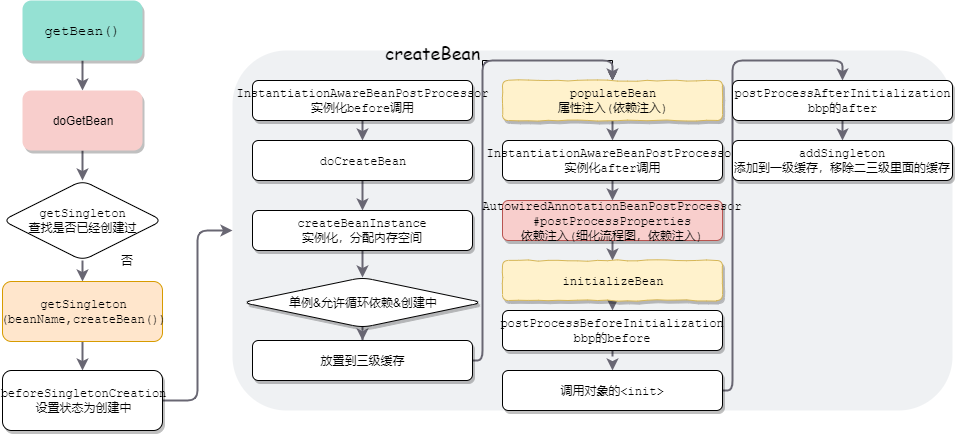 getBean()
doGetBean
getSingleton
查找是否已经创建过
否
getSingleton
(beanName,createBean())
beforeSingletonCreation
设置状态为创建中
createBean
InstantiationAwareBeanPostProcessor
实例化before调用
doCreateBean
createBeanInstance
实例化, 分配内存空间
单例&允许循环依赖&创建中
放置到三级缓存
populateBean
属性注入(依赖注入)
InstantiationAwareBeanPostProcessor
实例化after调用
AutowiredAnnotationBeanPostProcessor
#postProcessProperties
依赖注入(细化流程图, 依赖注入)
initializeBean
postProcessBeforeInitialization
bbp的before
调用对象的<init>
postProcessAfterInitialization
bbp的after
addSingleton
添加到一级缓存, 移除二三级里面的缓存